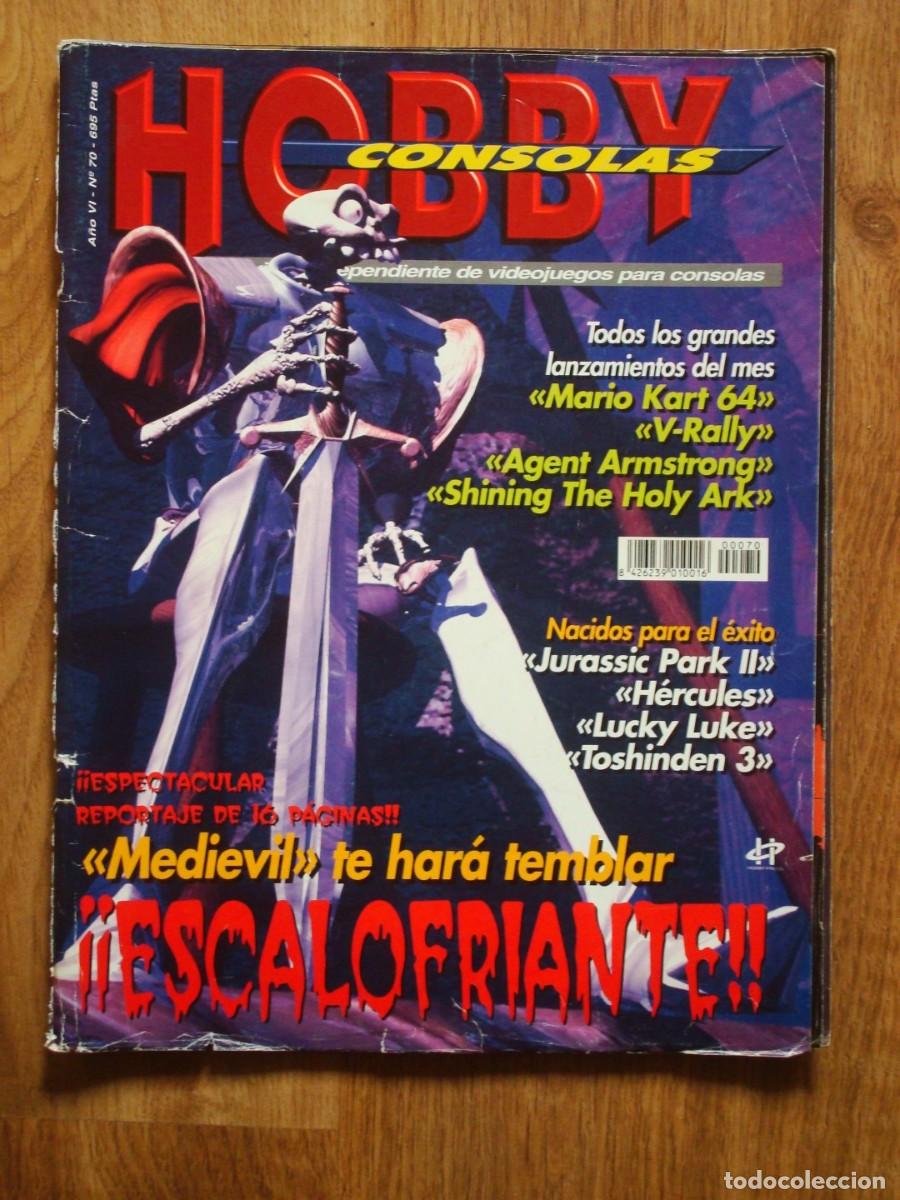 Año VI - Nº 70 - 695 Ptas
HOBBY
CONSOLAS
ependiente de videojuegos para consolas
Todos los grandes
lanzamientos del mes
«Mario Kart 64»
«V-Rally»
«Agent Armstrong»
«Shining The Holy Ark»
00070
8 426239 010016
Nacidos para el éxito
«Jurassic Park II»
«Hércules»
«Lucky Luke»
«Toshinden 3»
¡¡ESPECTACULAR
REPORTAJE DE 16 PÁGINAS!!
«Medievil» te hará temblar
¡¡ESCALOFRIANTE!!
todocoleccion